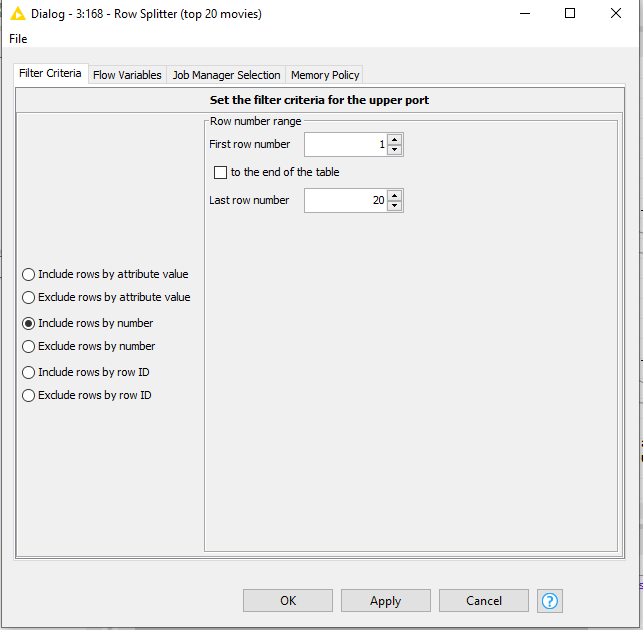 Dialog - 3:168 - Row Splitter (top 20 movies)
File
Filter Criteria Flow Variables Job Manager Selection Memory Policy
Set the filter criteria for the upper port
Row number range
First row number 1
to the end of the table
Last row number 20
Include rows by attribute value
Exclude rows by attribute value
Include rows by number
Exclude rows by number
Include rows by row ID
Exclude rows by row ID
OK Apply Cancel ?